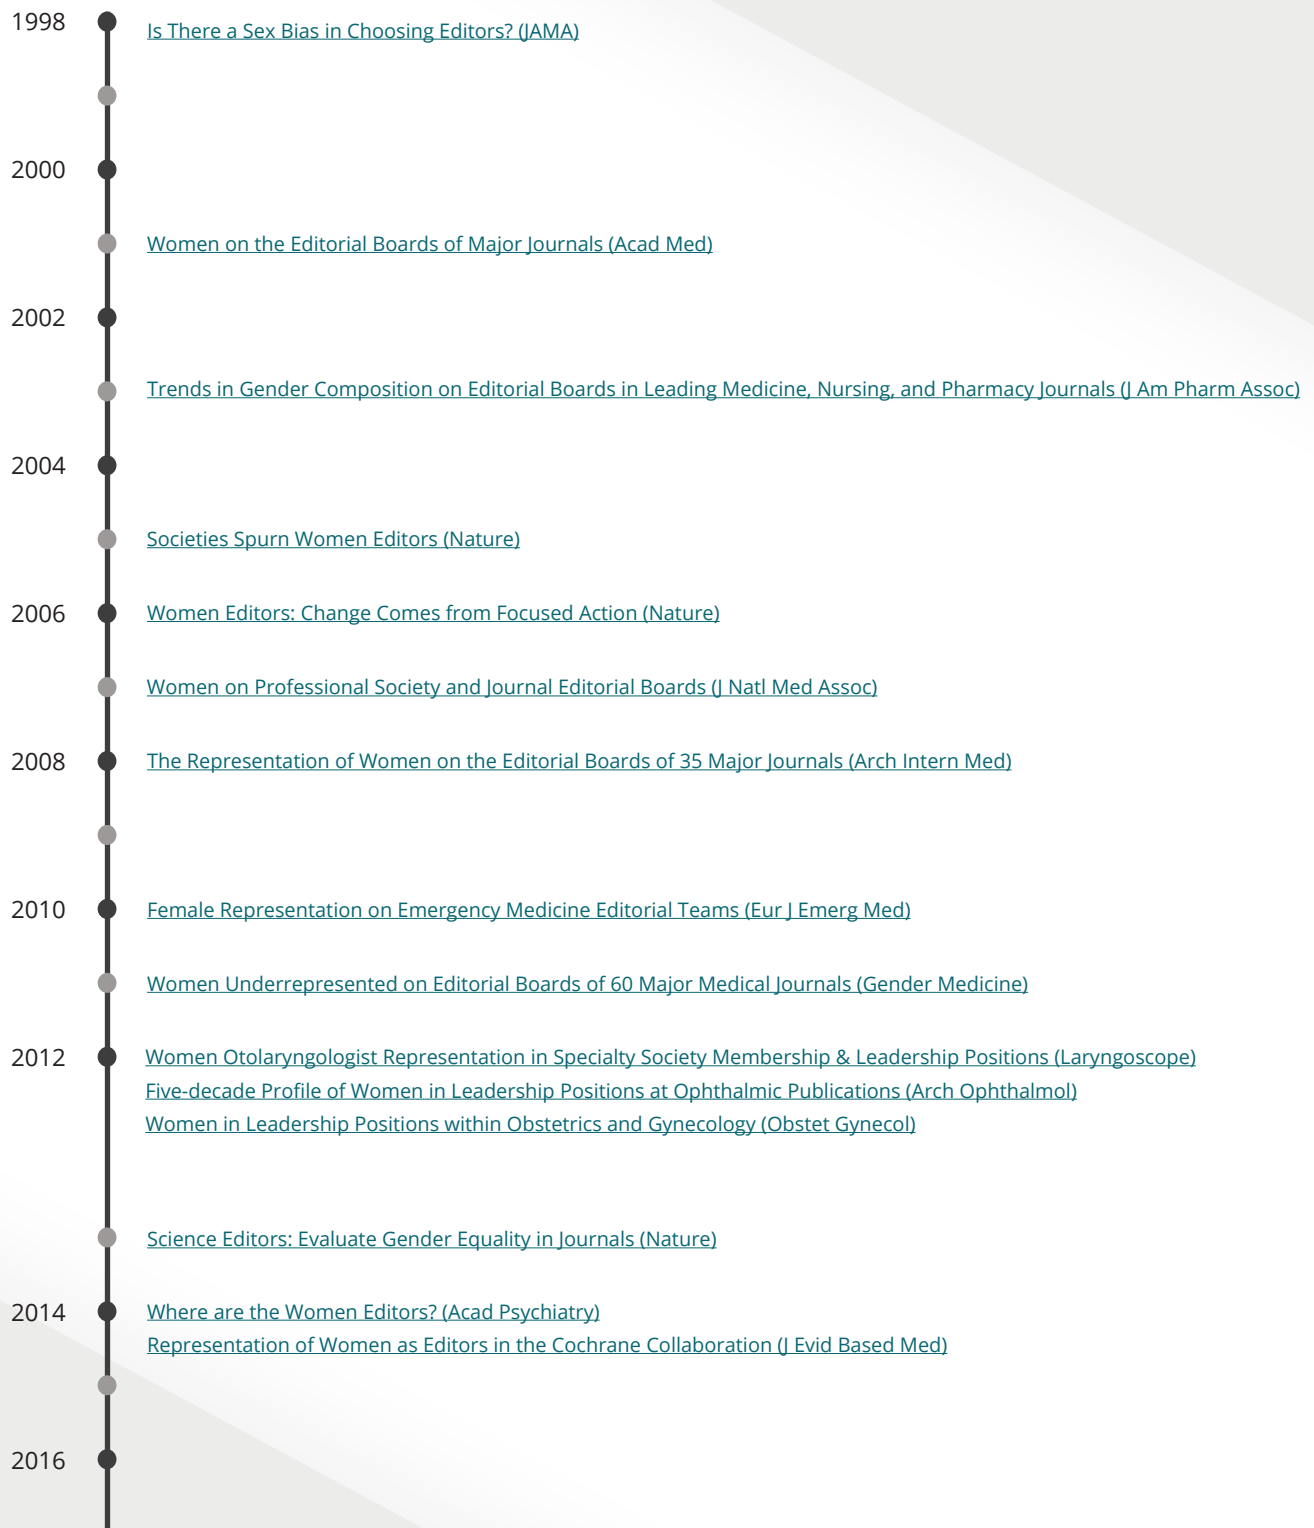 1998
Is There a Sex Bias in Choosing Editors? (JAMA)
2000
Women on the Editorial Boards of Major Journals (Acad Med)
2002
Trends in Gender Composition on Editorial Boards in Leading Medicine, Nursing, and Pharmacy Journals (J Am Pharm Assoc)
2004
Societies Spurn Women Editors (Nature)
2006
Women Editors: Change Comes from Focused Action (Nature)
Women on Professional Society and Journal Editorial Boards (J Natl Med Assoc)
2008
The Representation of Women on the Editorial Boards of 35 Major Journals (Arch Intern Med)
2010
Female Representation on Emergency Medicine Editorial Teams (Eur J Emerg Med)
Women Underrepresented on Editorial Boards of 60 Major Medical Journals (Gender Medicine)
2012
Women Otolaryngologist Representation in Specialty Society Membership & Leadership Positions (Laryngoscope)
Five-decade Profile of Women in Leadership Positions at Ophthalmic Publications (Arch Ophthalmol)
Women in Leadership Positions within Obstetrics and Gynecology (Obstet Gynecol)
Science Editors: Evaluate Gender Equality in Journals (Nature)
2014
Where are the Women Editors? (Acad Psychiatry)
Representation of Women as Editors in the Cochrane Collaboration (J Evid Based Med)
2016